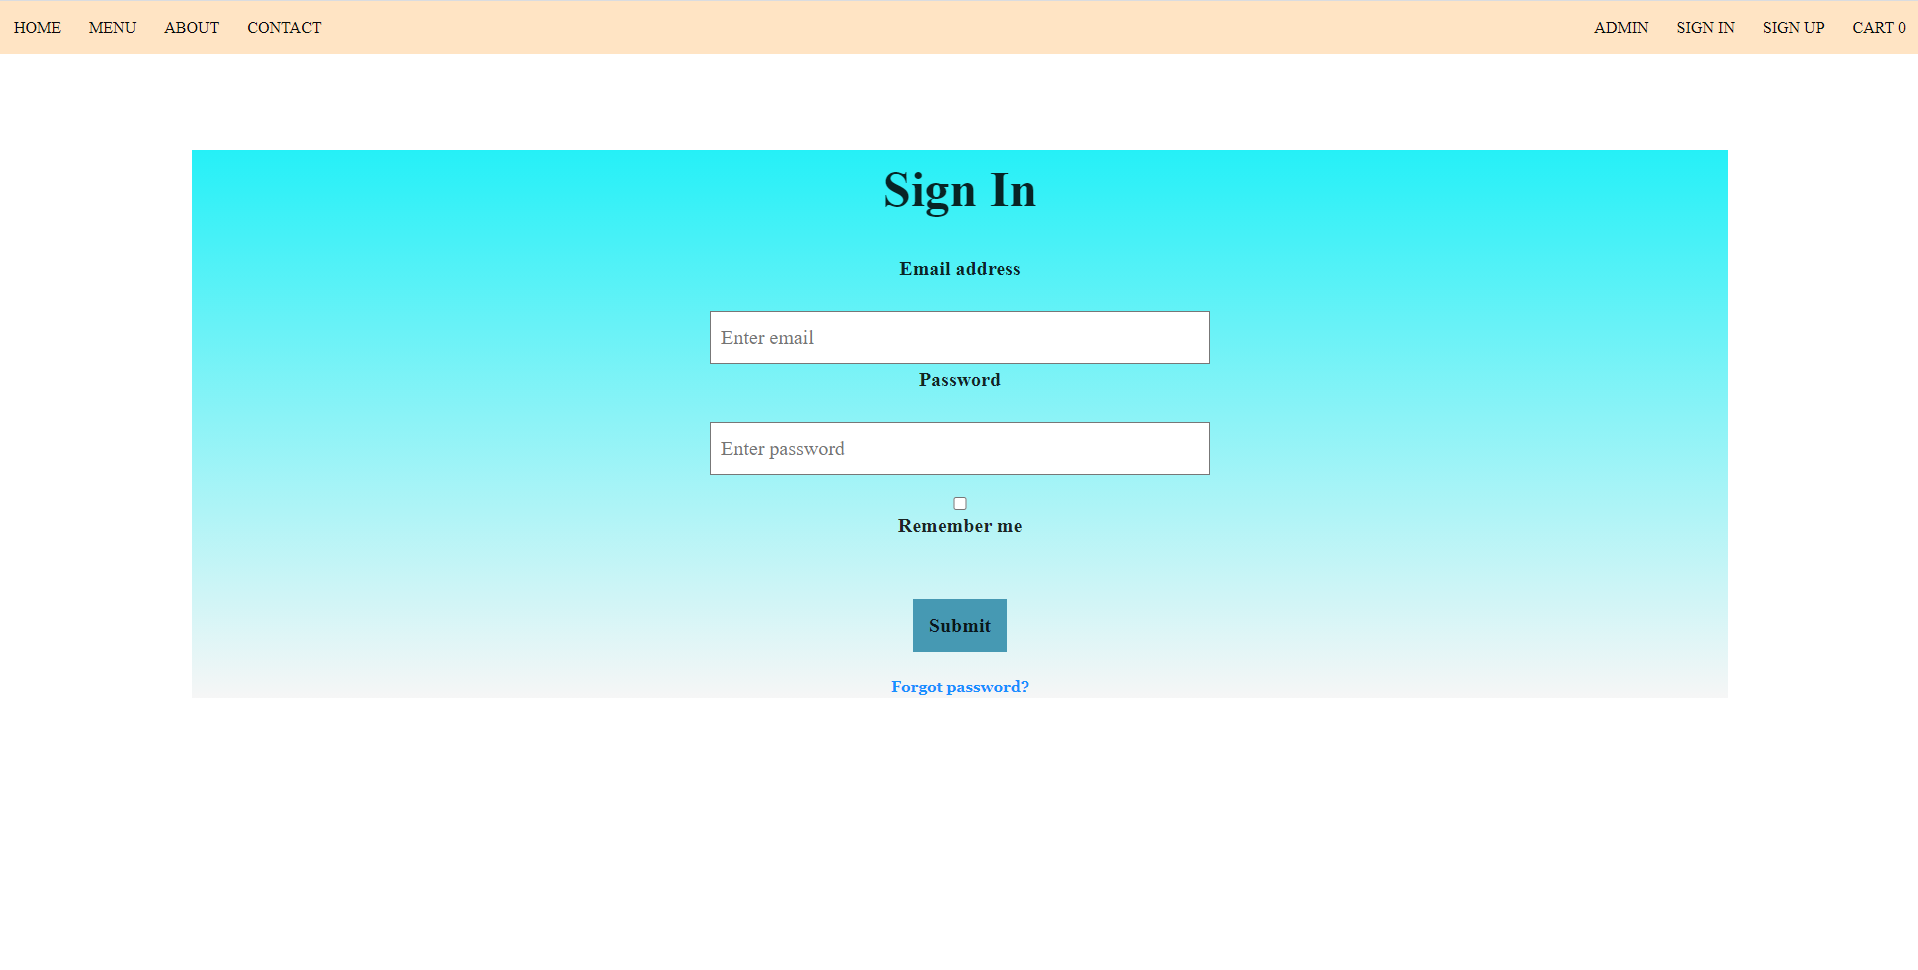 HOME MENU ABOUT CONTACT ADMIN SIGN IN SIGN UP CART 0
Sign In
Email address
Enter email
Password
Enter password
Remember me
Submit
Forgot password?